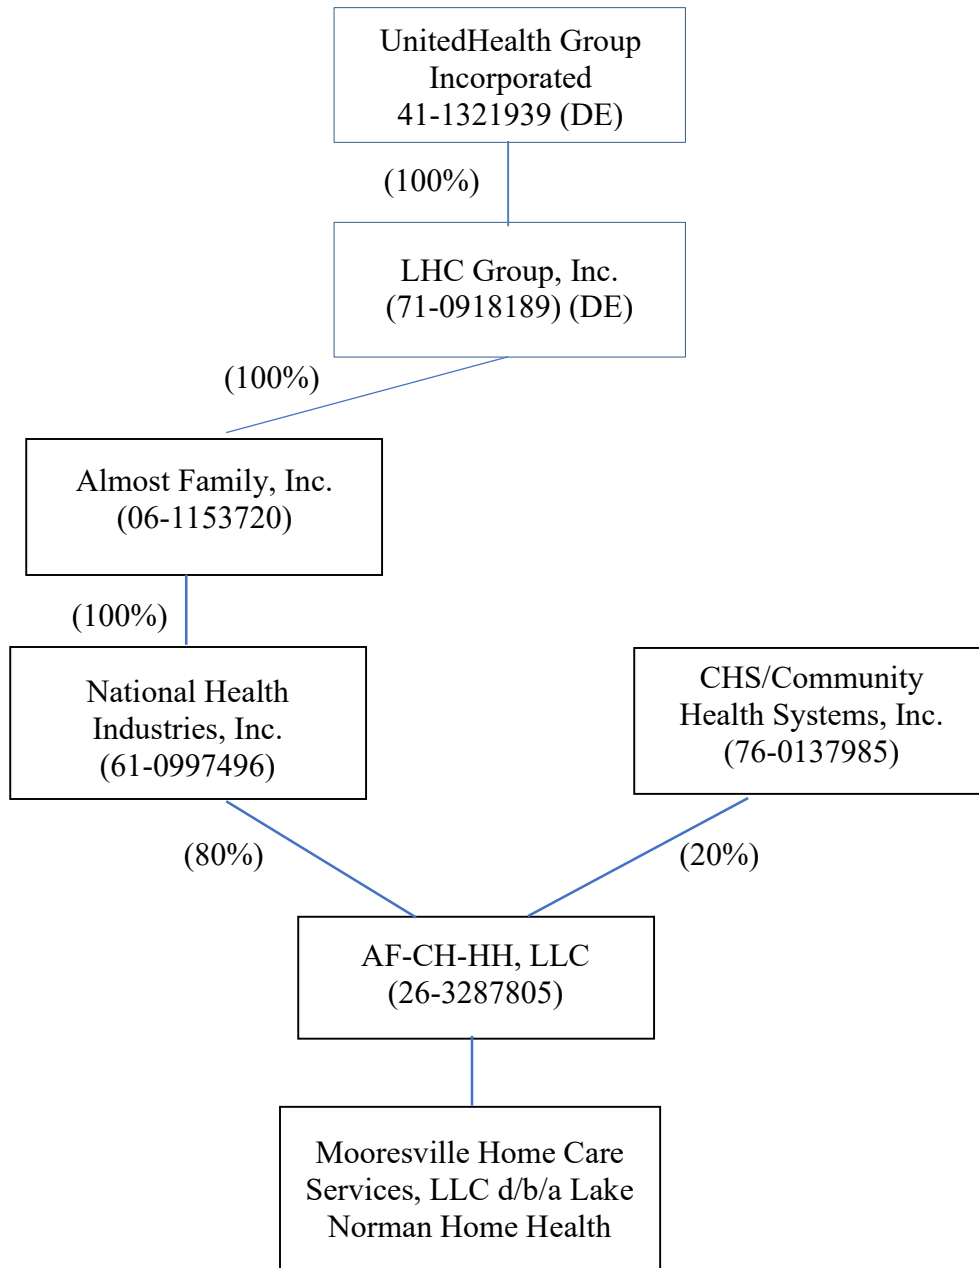 UnitedHealth Group
Incorporated
41-1321939 (DE)
(100%)
LHC Group, Inc.
(71-0918189) (DE)
(100%)
Almost Family, Inc.
(06-1153720)
(100%)
National Health
Industries, Inc.
(61-0997496)
CHS/Community
Health Systems, Inc.
(76-0137985)
(80%)
(20%)
AF-CH-HH, LLC
(26-3287805)
Mooresville Home Care
Services, LLC d/b/a Lake
Norman Home Health